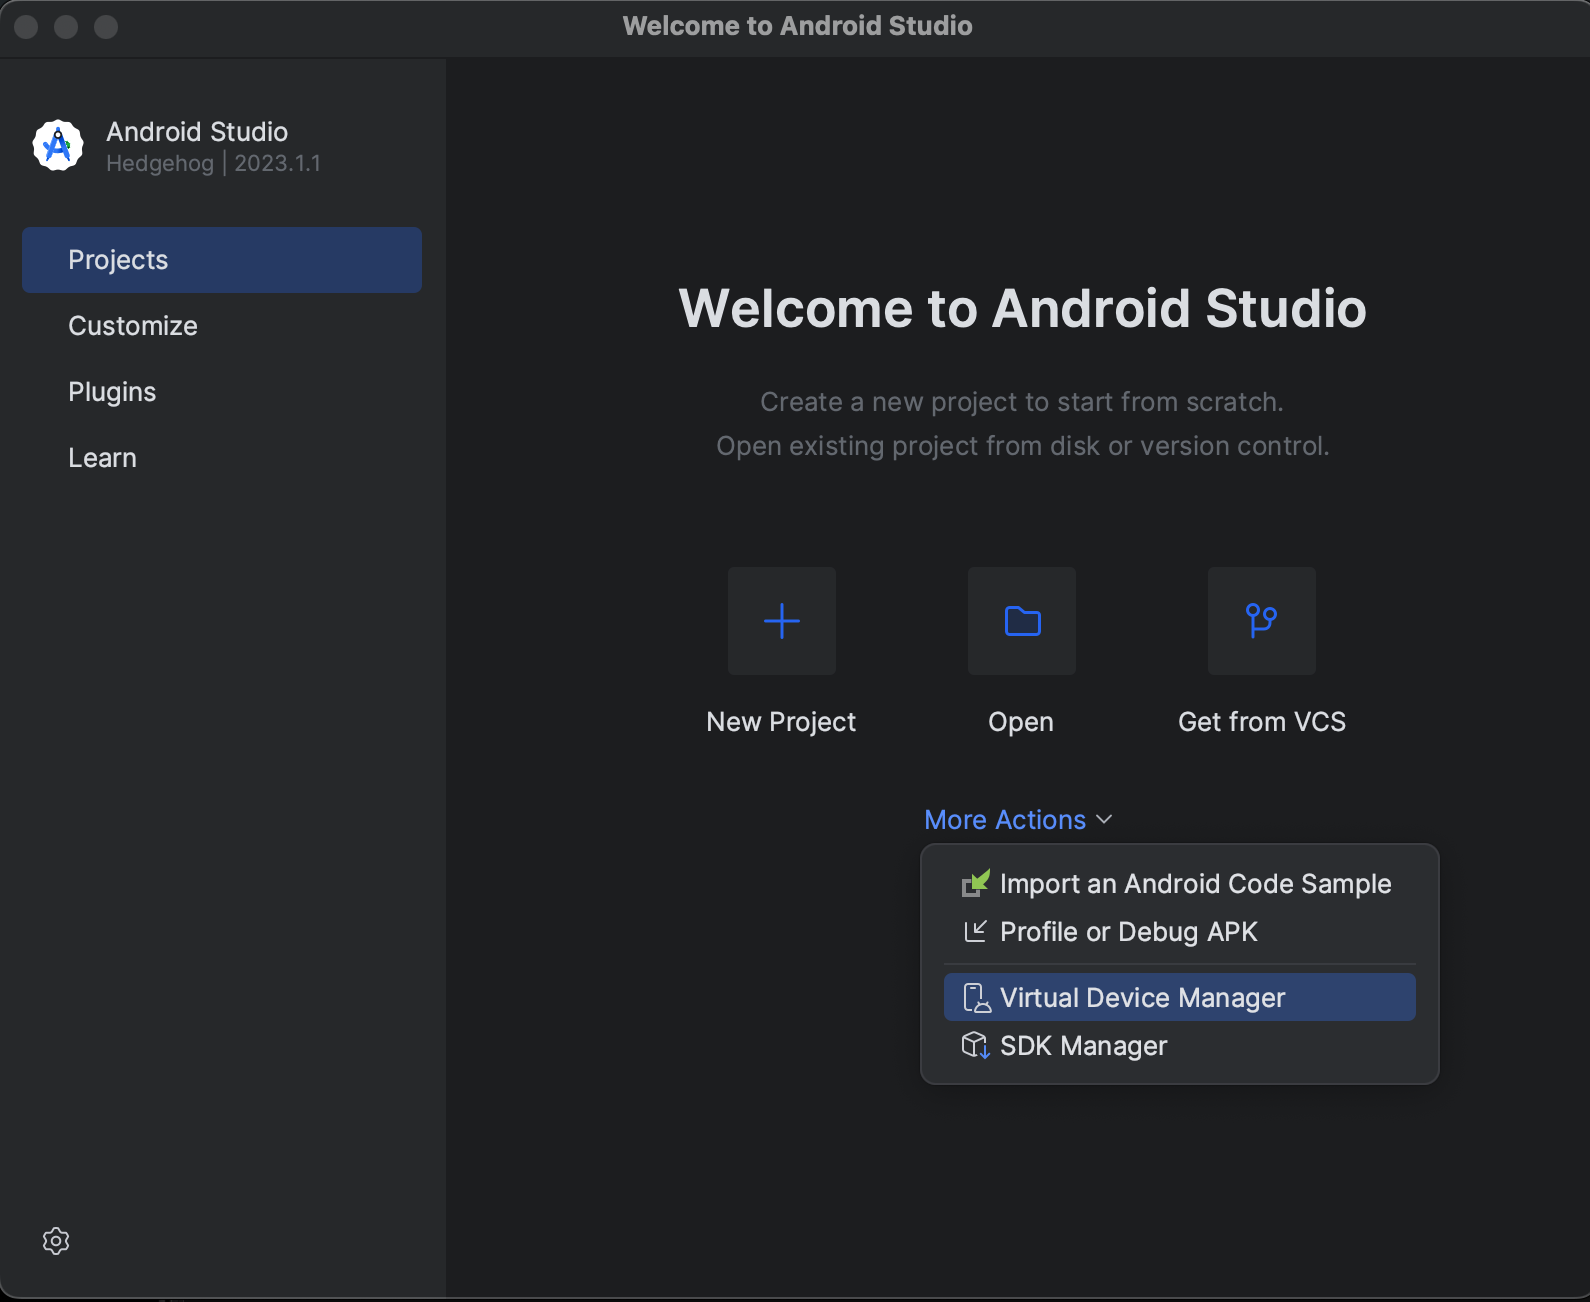 Welcome to Android Studio
Android Studio
Hedgehog | 2023.1.1
Projects
Customize
Plugins
Learn
Welcome to Android Studio
Create a new project to start from scratch.
Open existing project from disk or version control.
New Project
Open
Get from VCS
More Actions
Import an Android Code Sample
Profile or Debug APK
Virtual Device Manager
SDK Manager